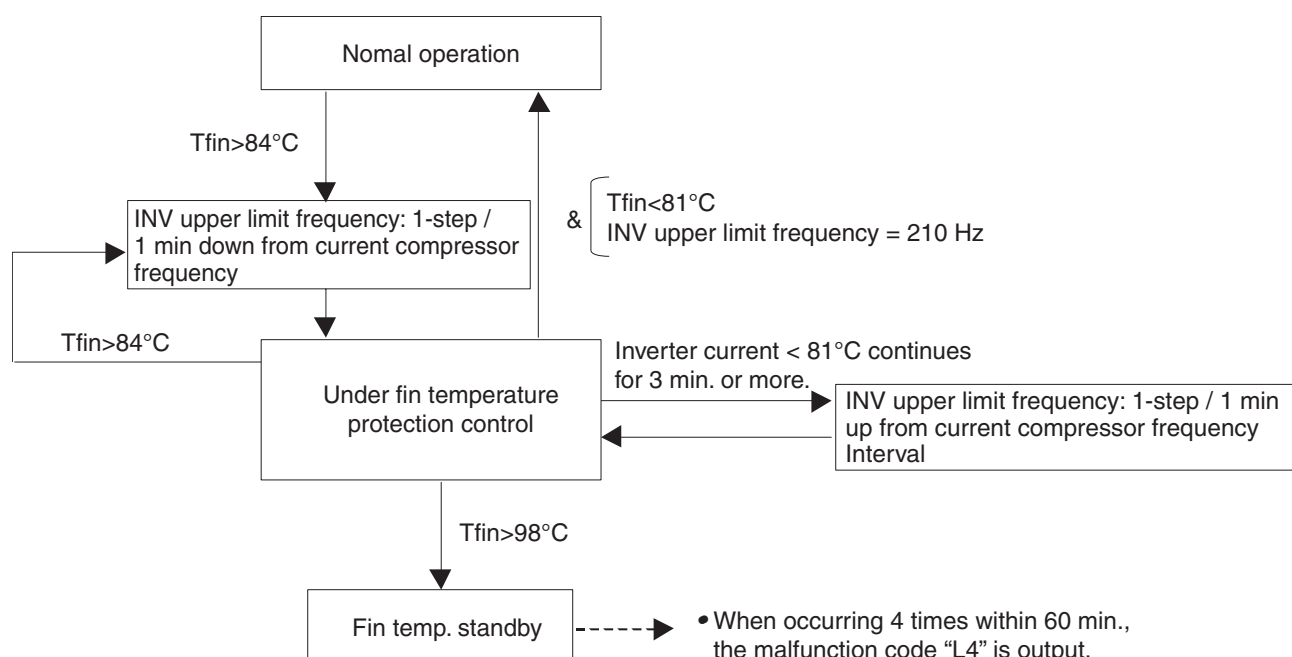 Nomal operation
Tfin>84°C
&
Tfin<81°C
INV upper limit frequency = 210 Hz
INV upper limit frequency: 1-step /
1 min down from current compressor
frequency
Tfin>84°C
Under fin temperature
protection control
Inverter current < 81°C continues
for 3 min. or more.
INV upper limit frequency: 1-step / 1 min
up from current compressor frequency
Interval
Tfin>98°C
Fin temp. standby
• When occurring 4 times within 60 min.,
the malfunction code “L4” is output.